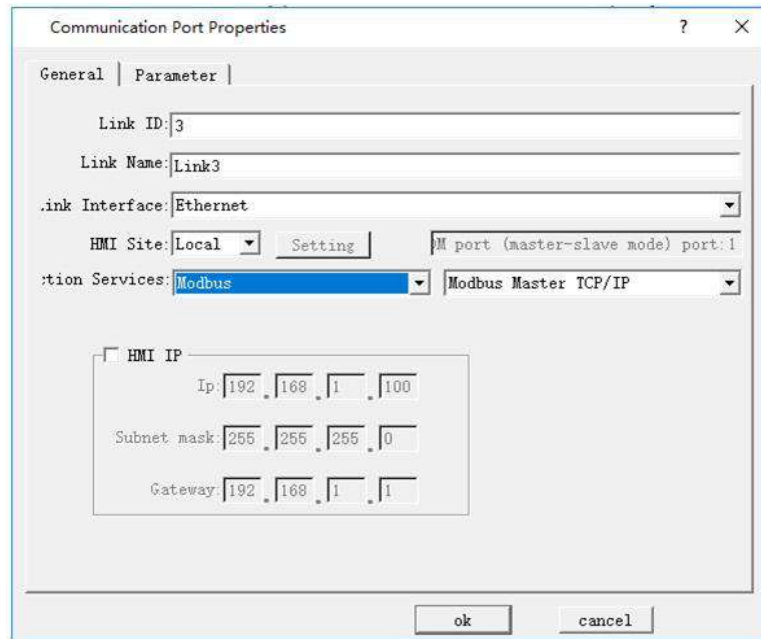 Communication Port Properties ? X
General Parameter
Link ID: 3
Link Name: Link3
.ink Interface: Ethernet
HMI Site: Local Setting M port (master-slave mode) port:1
tion Services: Modbus Modbus Master TCP/IP
HMI IP
Ip: 192 . 168 . 1 . 100
Subnet mask: 255 . 255 . 255 . 0
Gateway: 192 . 168 . 1 . 1
ok cancel